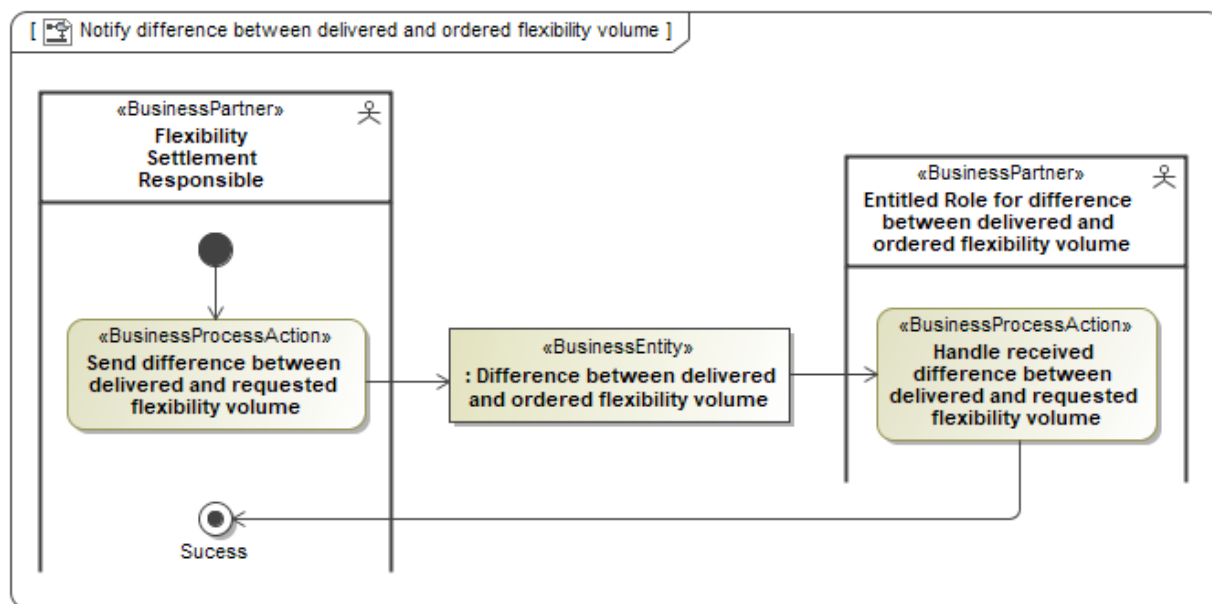 [ Notify difference between delivered and ordered flexibility volume ]
«BusinessPartner»
Flexibility
Settlement
Responsible
«BusinessPartner»
Entitled Role for difference
between delivered and
ordered flexibility volume
«BusinessProcessAction»
Send difference between
delivered and requested
flexibility volume
«BusinessEntity»
: Difference between delivered
and ordered flexibility volume
«BusinessProcessAction»
Handle received
difference between
delivered and requested
flexibility volume
Sucess